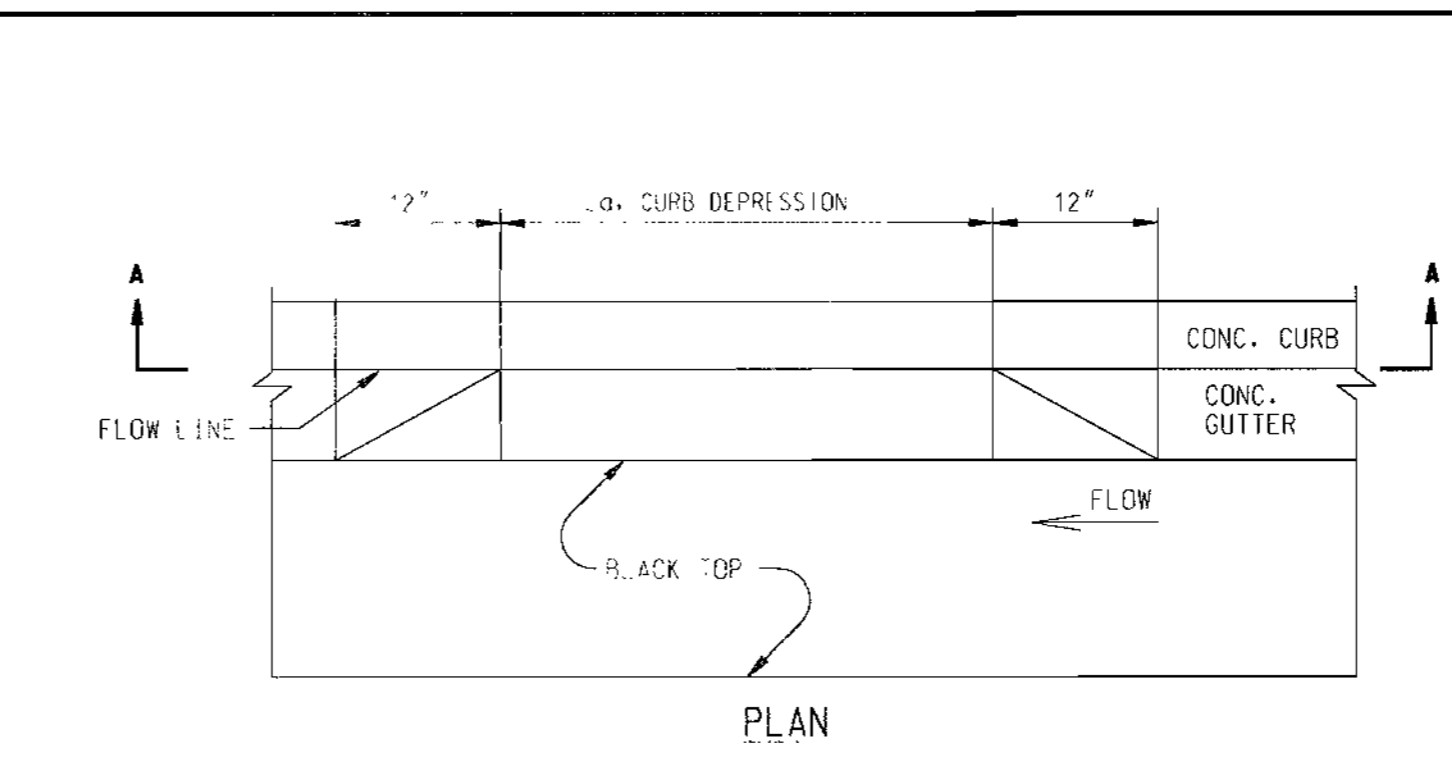 12"
CURB DEPRESSION
12"
A
A
CONC. CURB
CONC.
GUTTER
FLOW LINE
FLOW
BLACK TOP
PLAN